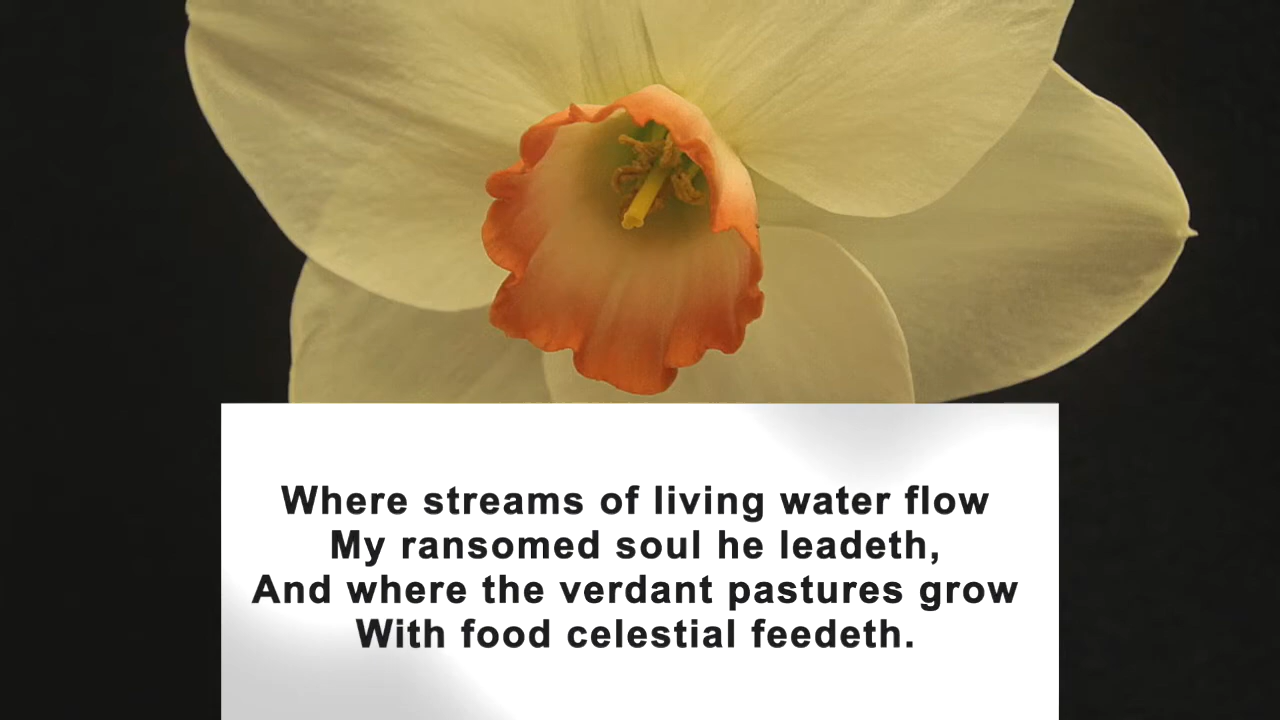 Where streams of living water flow
My ransomed soul he leadeth,
And where the verdant pastures grow
With food celestial feedeth.